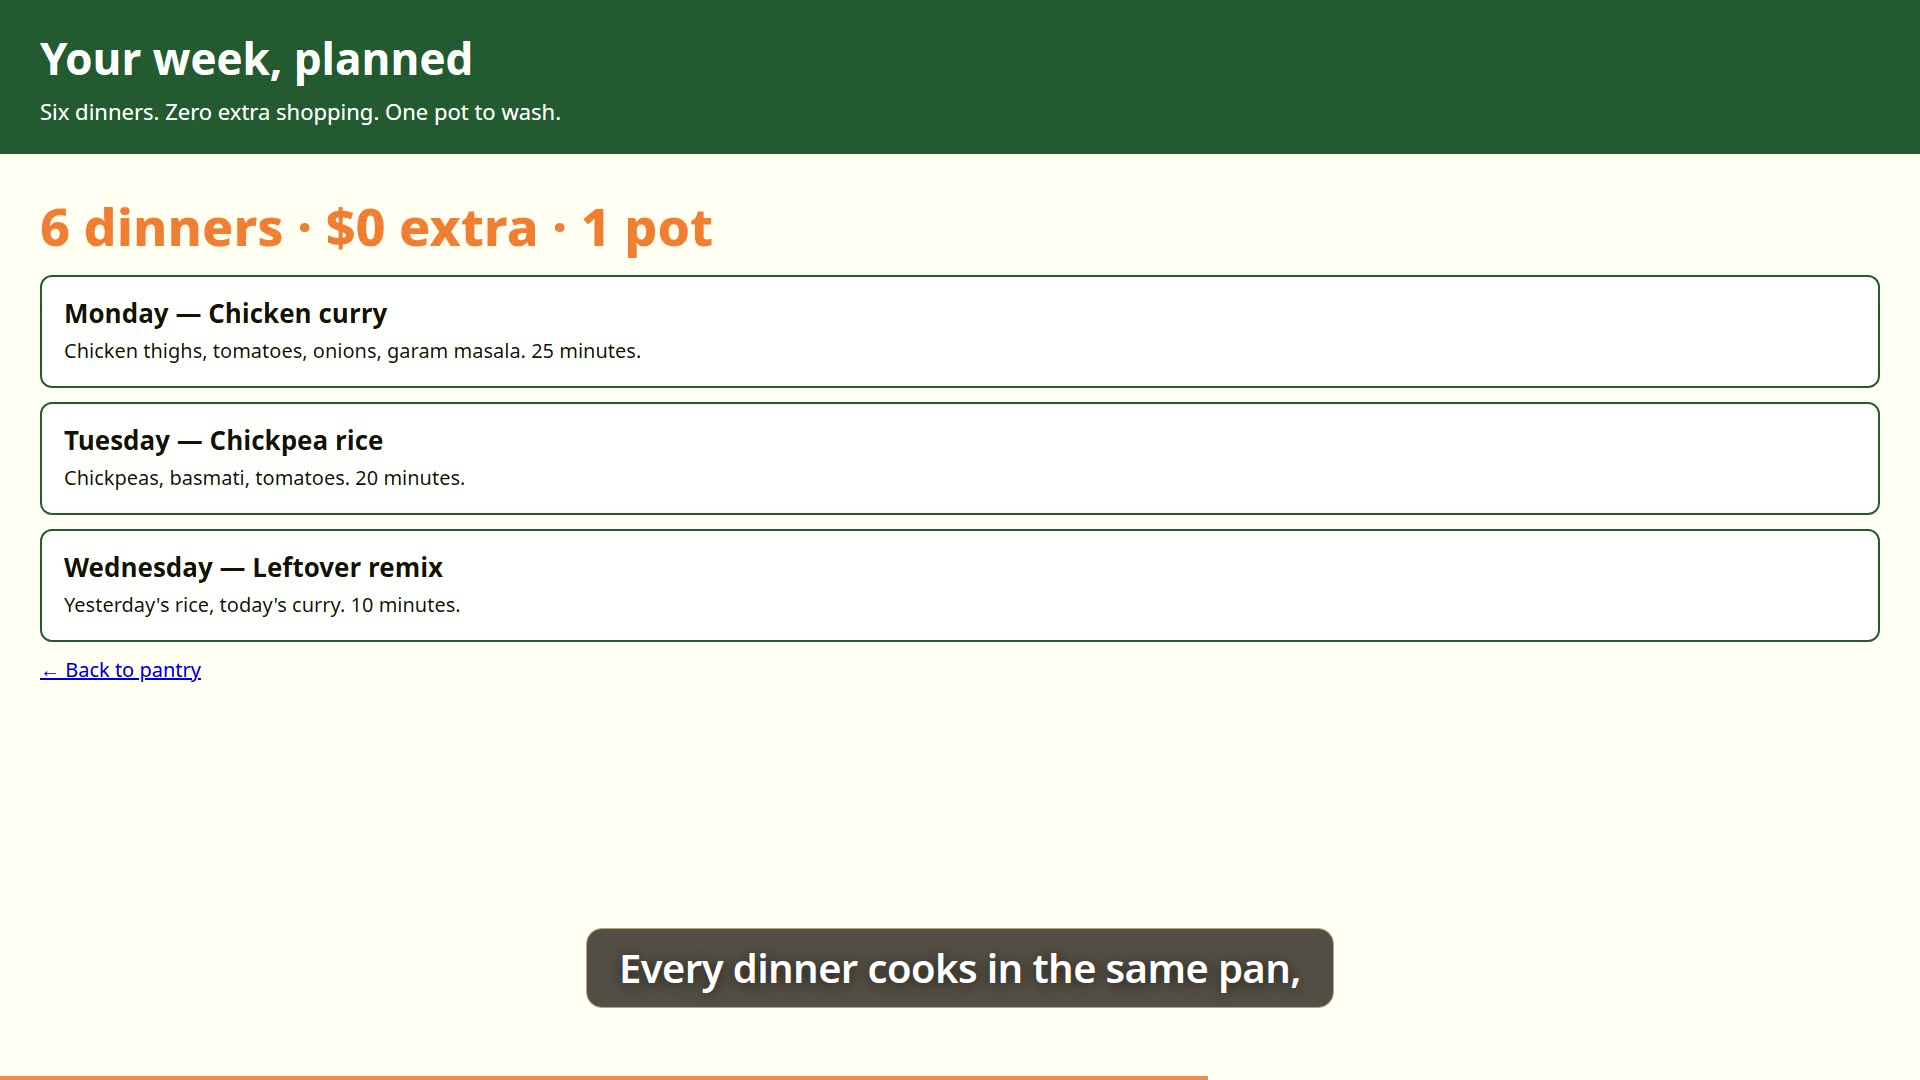 Your week, planned
Six dinners. Zero extra shopping. One pot to wash.
6 dinners · $0 extra · 1 pot
Monday — Chicken curry
Chicken thighs, tomatoes, onions, garam masala. 25 minutes.
Tuesday — Chickpea rice
Chickpeas, basmati, tomatoes. 20 minutes.
Wednesday — Leftover remix
Yesterday's rice, today's curry. 10 minutes.
← Back to pantry
Every dinner cooks in the same pan,